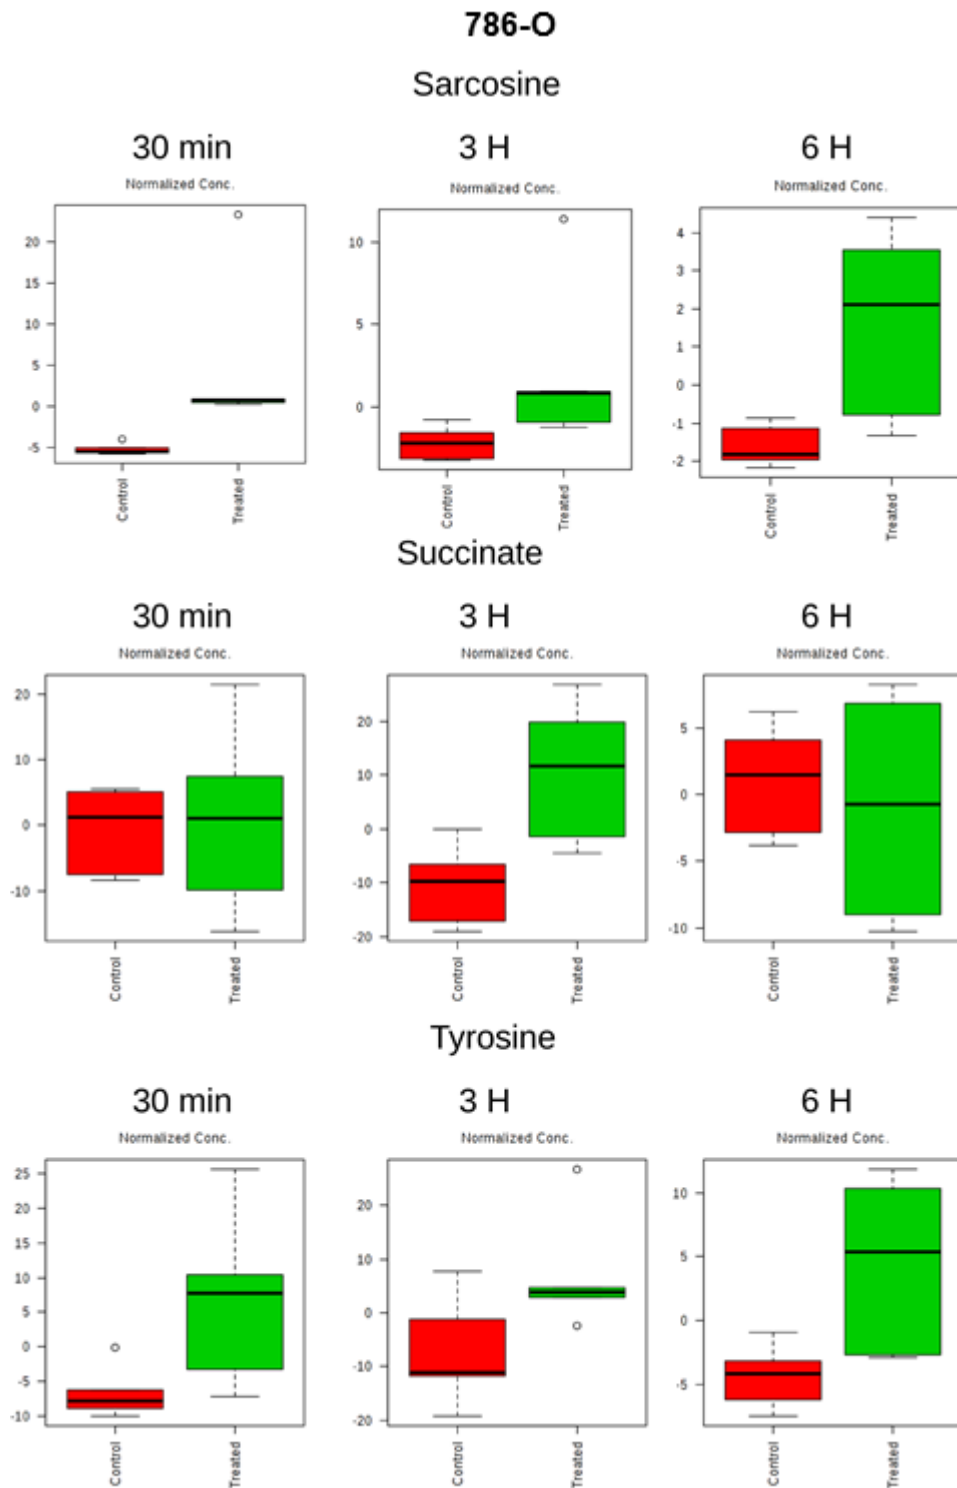 786-O
Sarcosine
30 min 3 H 6 H
Normalized Conc. Normalized Conc. Normalized Conc.
20 15 10 5 0 -5
10 5 0
4 3 2 1 0 -1 -2
Control Treated Control Treated Control Treated
Succinate
30 min 3 H 6 H
Normalized Conc. Normalized Conc. Normalized Conc.
20 10 0 -10
20 10 0 -10 -20
5 0 -5 -10
Control Treated Control Treated Control Treated
Tyrosine
30 min 3 H 6 H
Normalized Conc. Normalized Conc. Normalized Conc.
25 20 15 10 5 0 -5 -10
20 10 0 -10 -20
10 5 0 -5
Control Treated Control Treated Control Treated